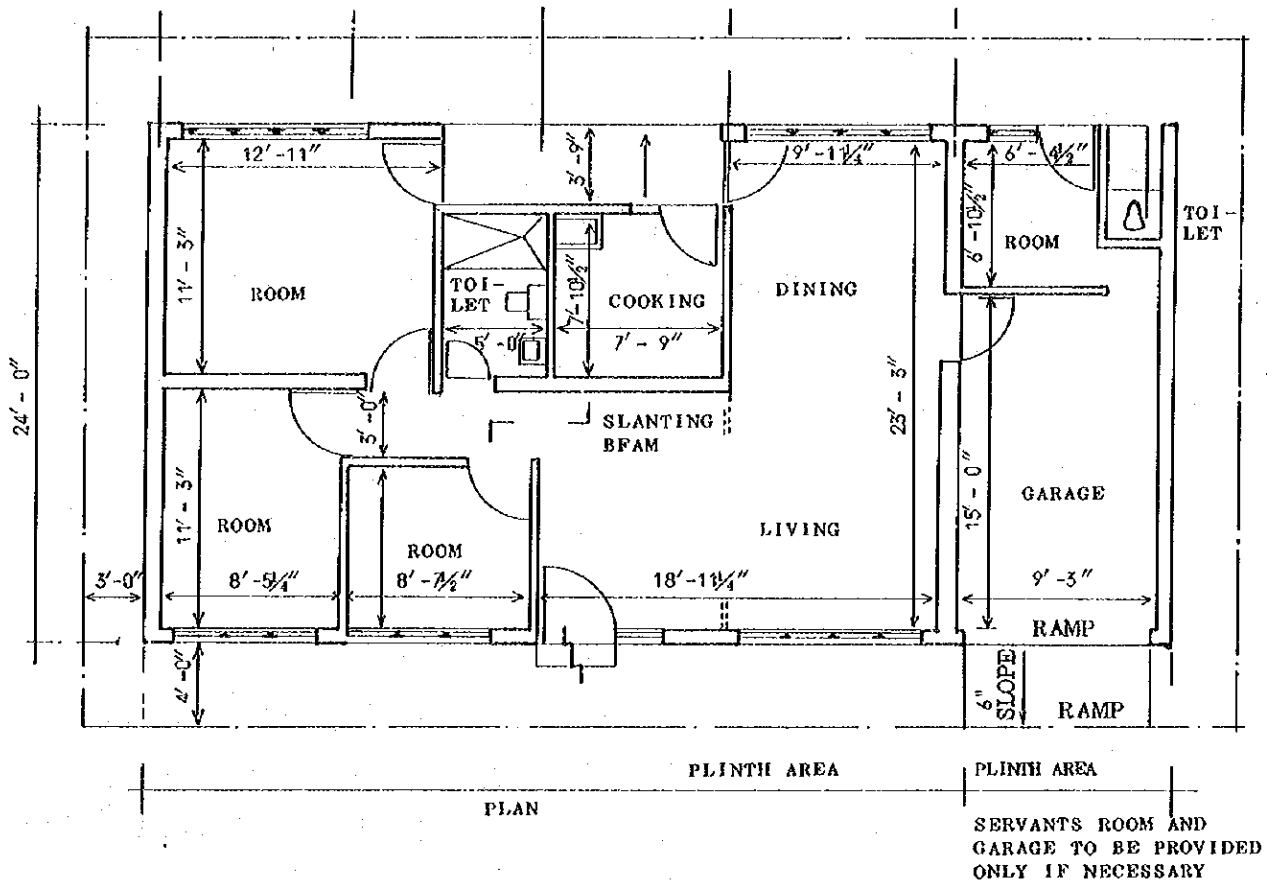 12'-11"
3'-9"
9'-11¼"
6'-4½"
TOI-
LET
11'-3"
6'-10½"
ROOM
24'-0"
ROOM
TOI-
LET
7'-10½"
COOKING
DINING
5'-0"
7'-9"
3'-0"
SLANTING
BFAM
23'-3"
11'-3"
15'-0"
GARAGE
ROOM
ROOM
LIVING
3'-0"
8'-5¼"
8'-7½"
18'-11¼"
9'-3"
RAMP
4'-0"
6"
SLOPE
RAMP
PLINTH AREA
PLINTH AREA
PLAN
SERVANTS ROOM AND
GARAGE TO BE PROVIDED
ONLY IF NECESSARY